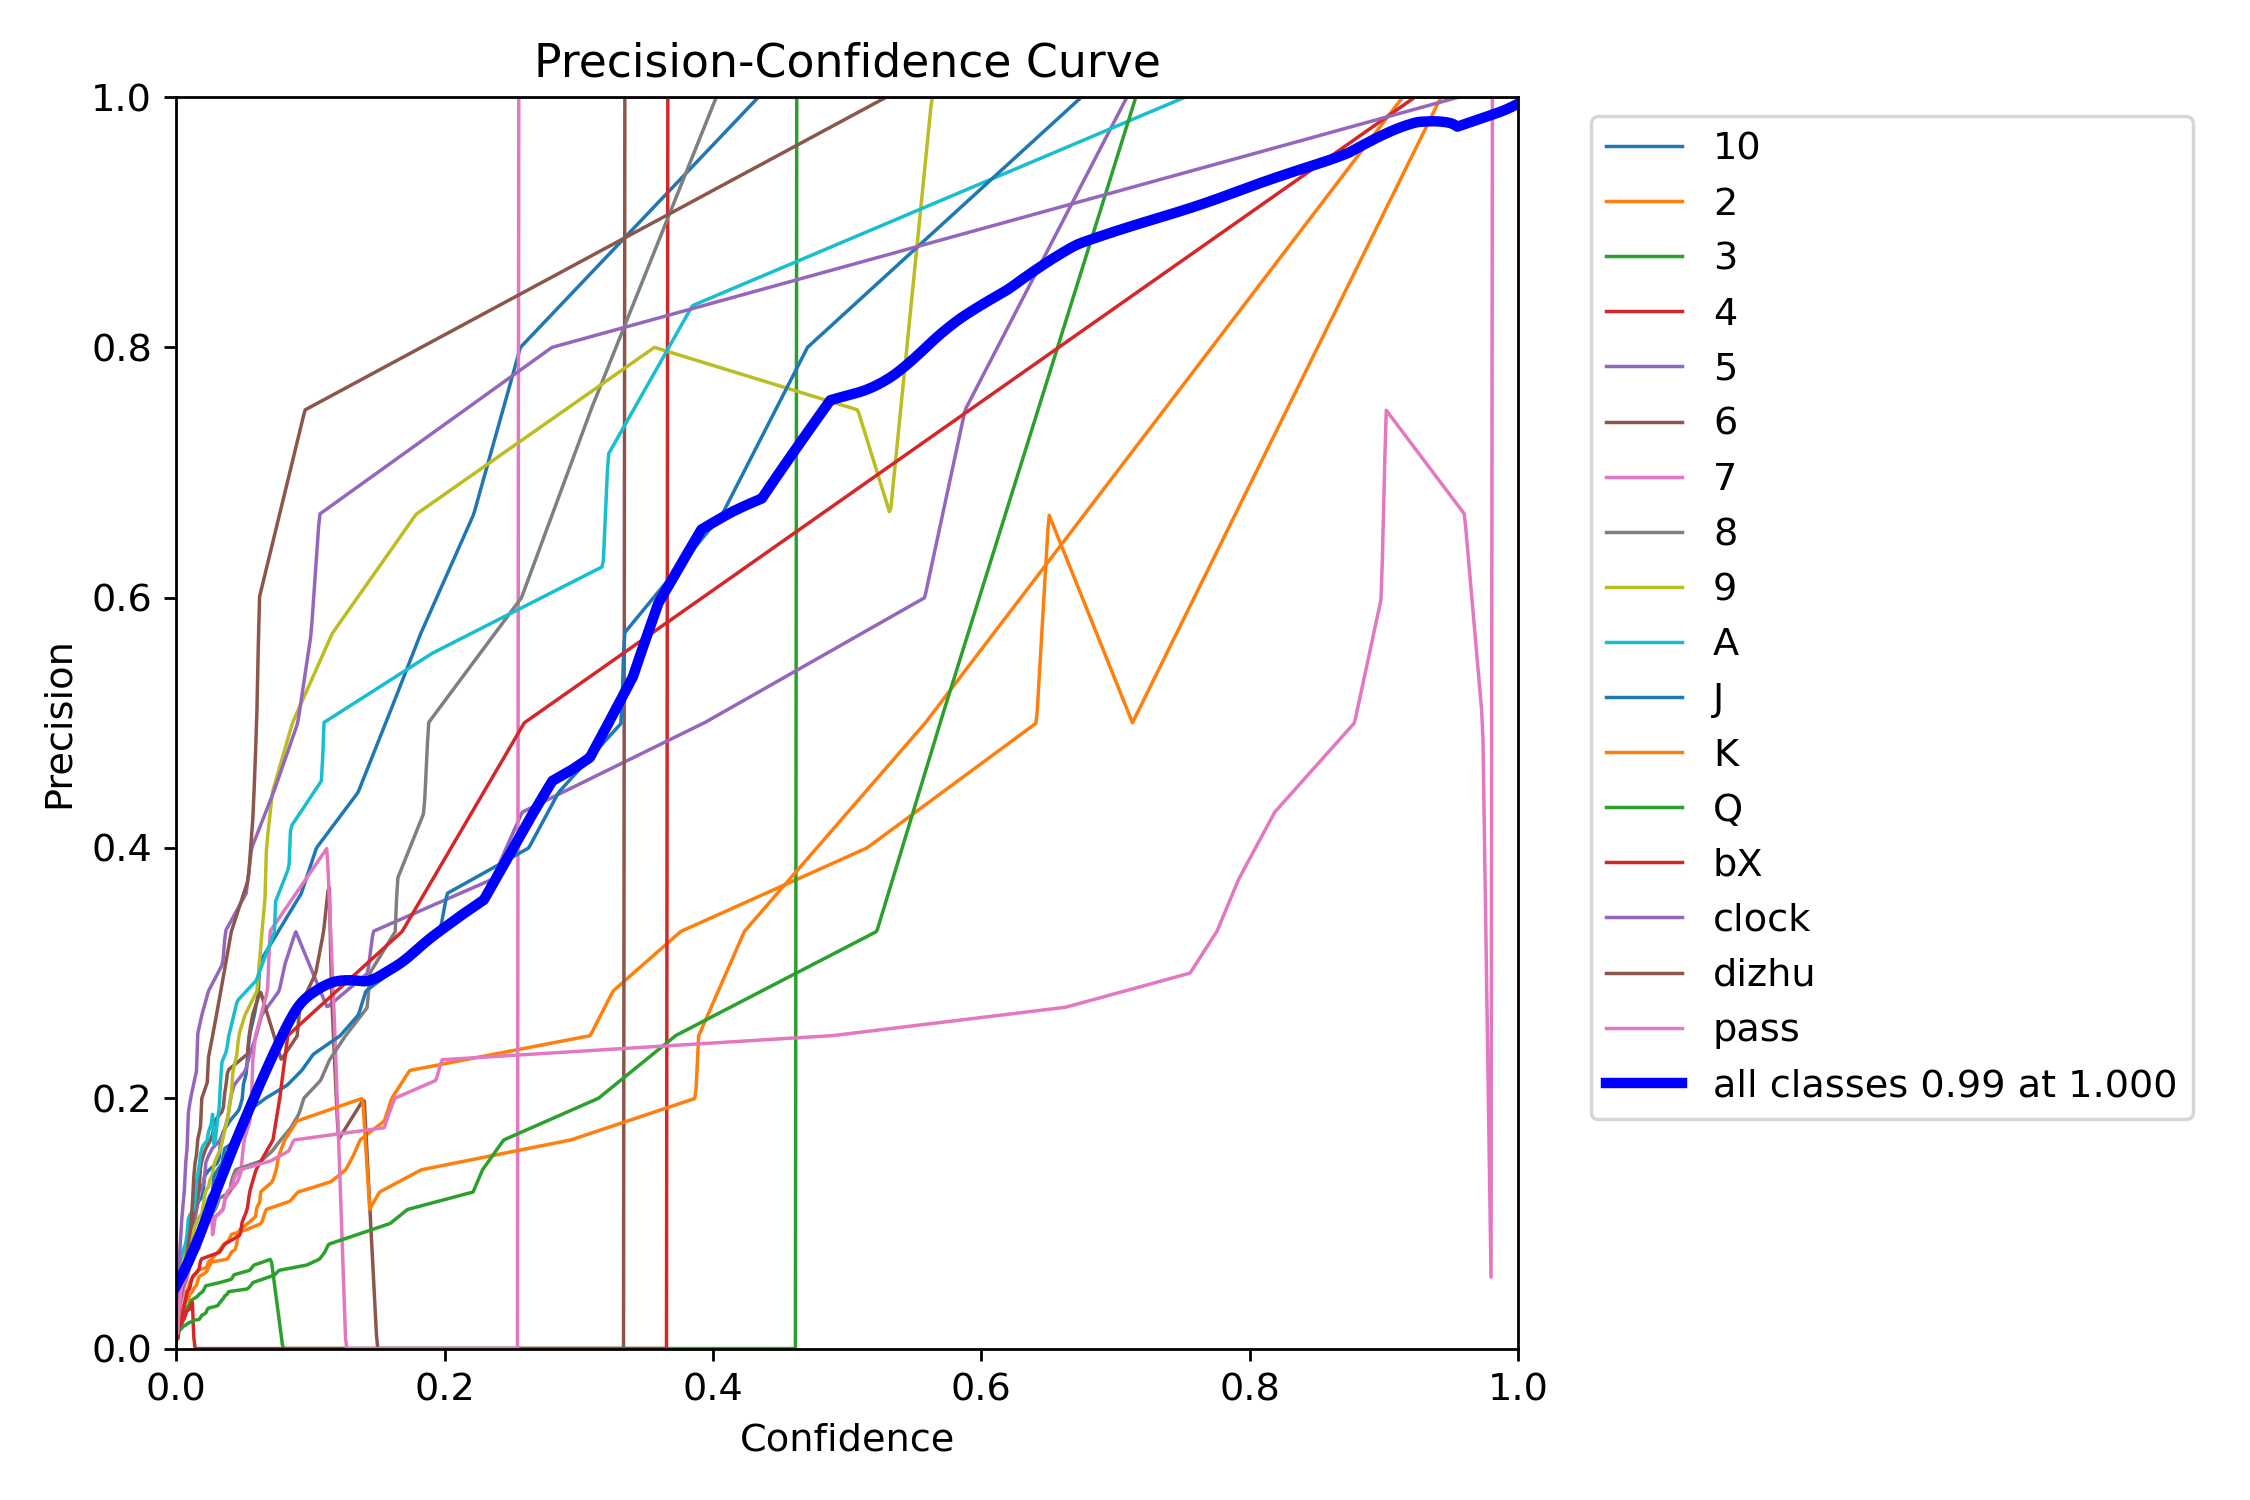 Precision-Confidence Curve
1.0
0.8
0.6
0.4
0.2
0.0
Precision
0.0 0.2 0.4 0.6 0.8 1.0
Confidence
10
2
3
4
5
6
7
8
9
A
J
K
Q
bX
clock
dizhu
pass
all classes 0.99 at 1.000